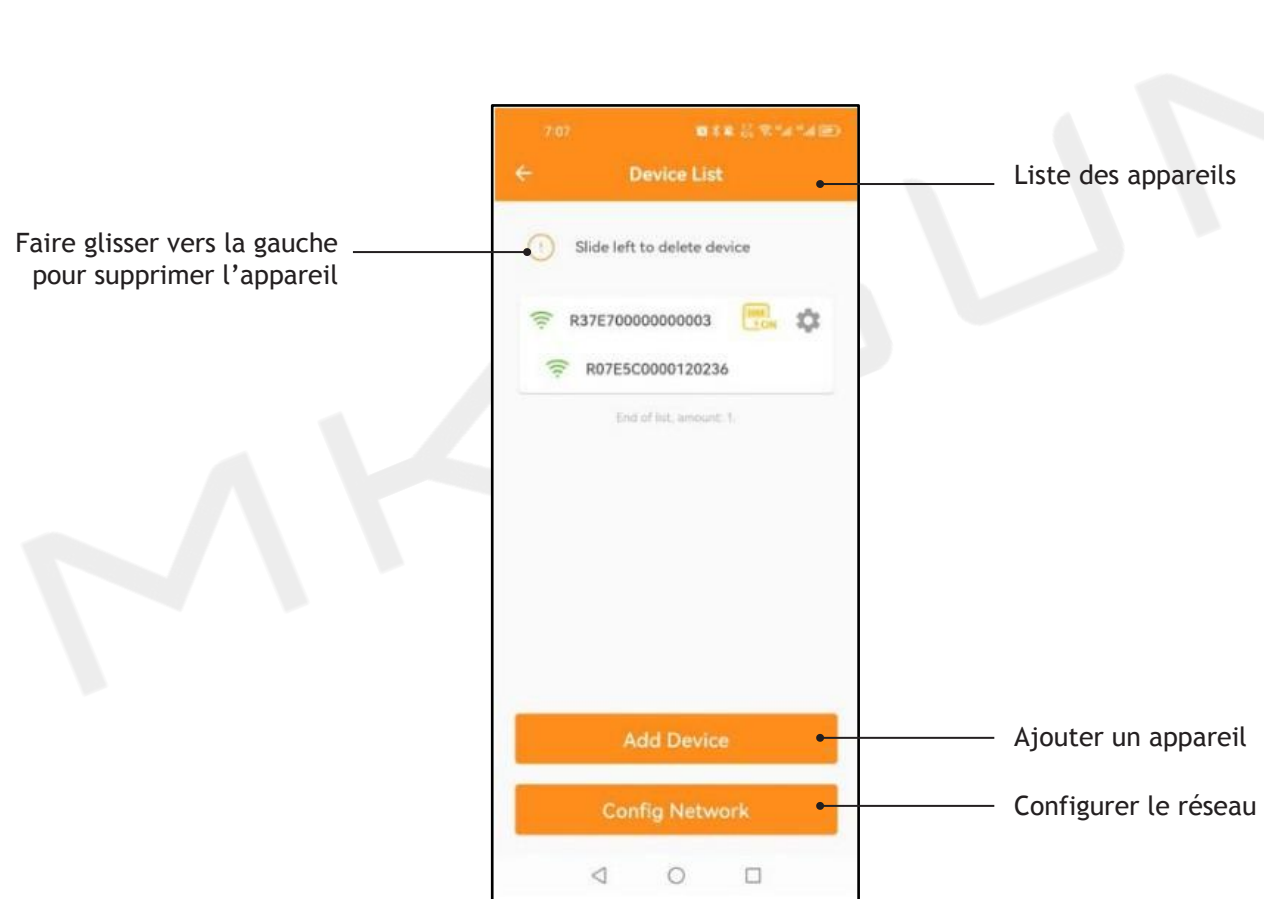 7:07
Device List
Liste des appareils
Faire glisser vers la gauche
pour supprimer l’appareil
Slide left to delete device
R37E700000000003
ON
R07E5C0000120236
End of list, amount: 1.
Add Device
Ajouter un appareil
Config Network
Configurer le réseau